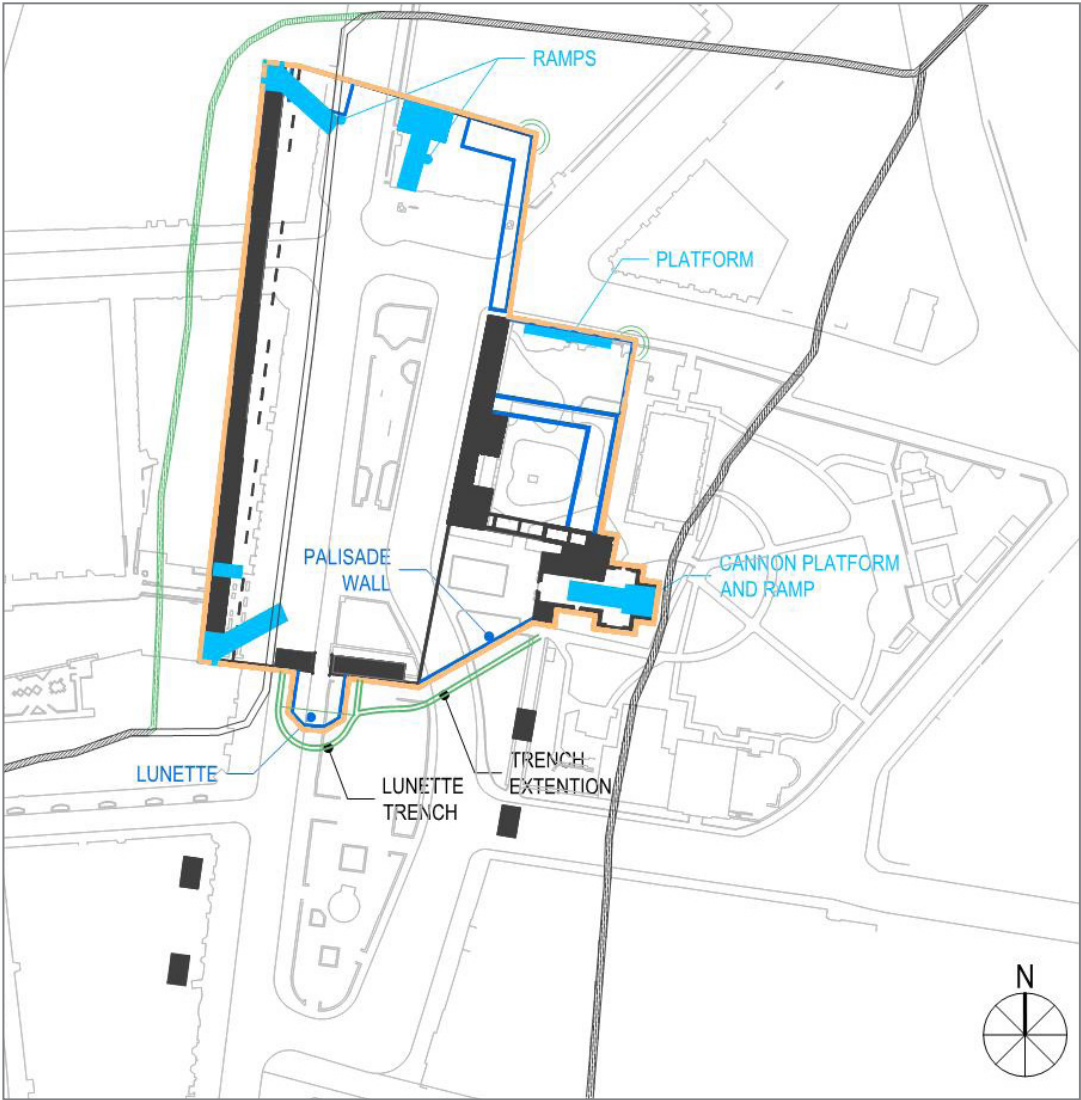 RAMPS
PLATFORM
PALISADE
WALL
CANNON PLATFORM
AND RAMP
LUNETTE
LUNETTE
TRENCH
TRENCH
EXTENTION
N